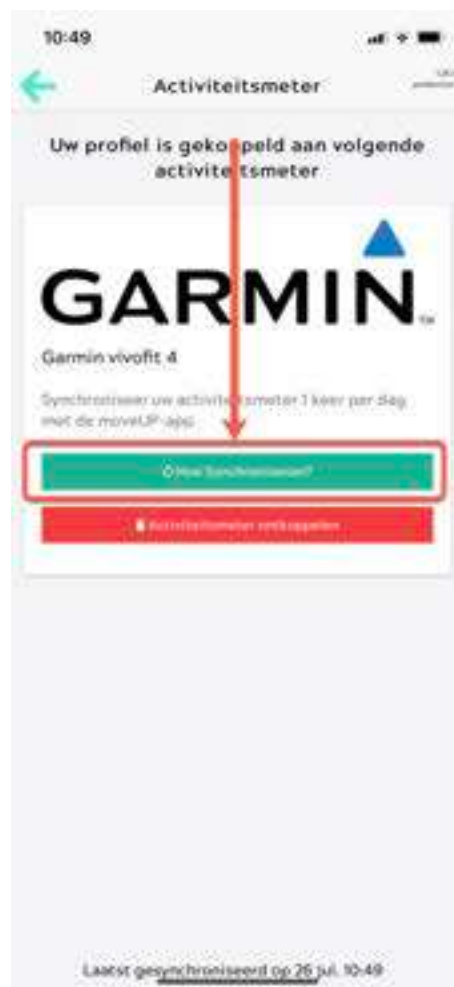 10:49
Activiteitsmeter
Uw profiel is gekoppeld aan volgende
activiteitsmeter
GARMIN
Garmin vivofit 4
Synchroniseer uw activiteitsmeter 1 keer per dag
met de moveUP-app
Hoe Synchroniseren?
Activiteitsmeter ontkoppelen
Laatst gesynchroniseerd op 26 jul. 10:49